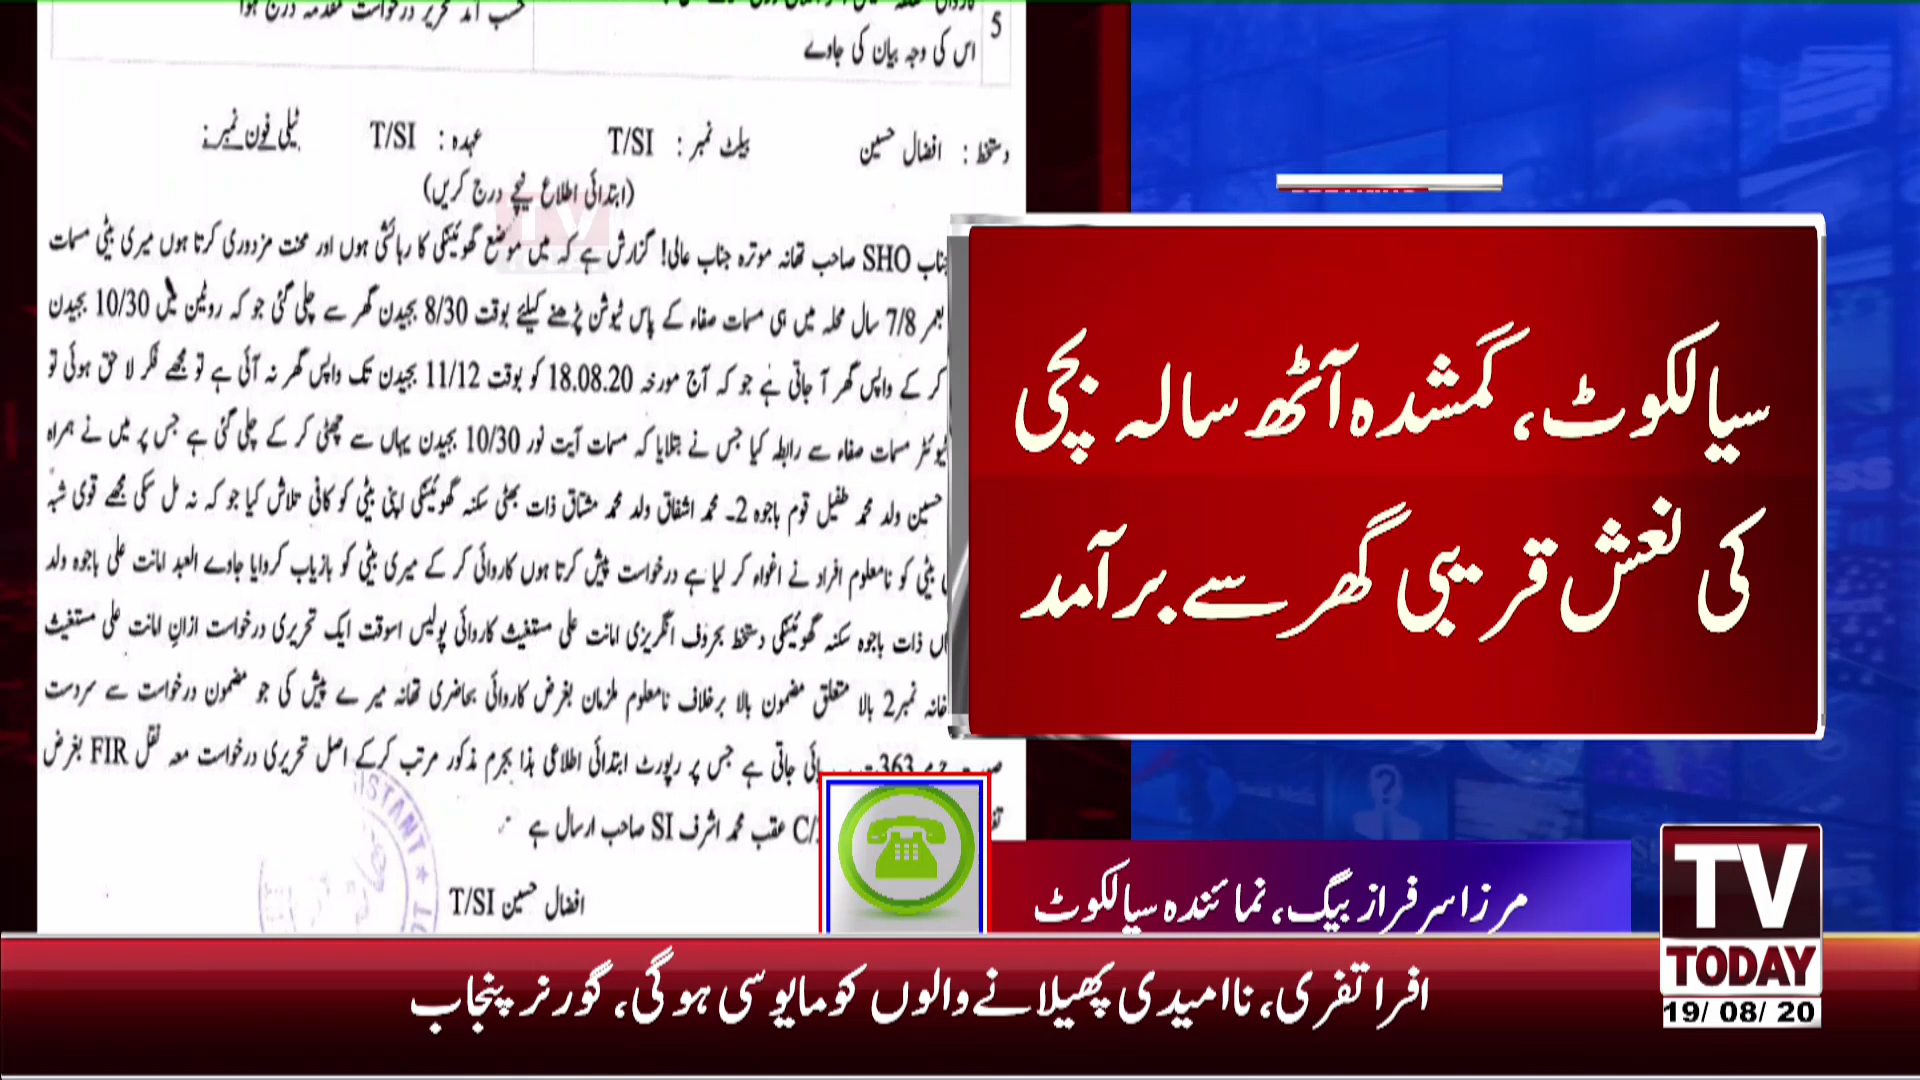 5
اس کی وجہ بیان کی جاوے
حسب آمد تحریر درخواست مقدمہ درج ہوا
دستخط : افضال حسین بیلٹ نمبر : T/SI عہدہ : T/SI ٹیلی فون نمبر:
(ابتدائی اطلاع نیچے درج کریں)
جناب SHO صاحب تھانہ موترہ جناب عالی! گزارش ہے کہ میں موضع گھوئینکی کا رہائشی ہوں اور محنت مزدوری کرتا ہوں میری بیٹی مسمات
بعمر 7/8 سال محلہ میں ہی مسمات صفاء کے پاس ٹیوشن پڑھنے کیلئے بوقت 8/30 بجیدن گھر سے چلی گئی جو کہ روٹین میں 10/30 بجیدن
کر کے واپس گھر آ جاتی ہے جو کہ آج مورخہ 18.08.20 کو بوقت 11/12 بجیدن تک واپس گھر نہ آئی ہے تو مجھے فکر لاحق ہوئی تو
ٹیوٹر مسمات صفاء سے رابطہ کیا جس نے بتلایا کہ مسمات آیت نور 10/30 بجیدن یہاں سے چھٹی کر کے چلی گئی ہے جس پر میں نے ہمراہ
حسین ولد محمد طفیل قوم باجوہ 2۔ محمد اشفاق ولد محمد مشتاق ذات بھٹی سکنہ گھوئینکی اپنی بیٹی کو کافی تلاش کیا جو کہ نہ مل سکی مجھے قوی شبہ
بیٹی کو نامعلوم افراد نے اغواء کر لیا ہے درخواست پیش کرتا ہوں کاروائی کر کے میری بیٹی کو بازیاب کروایا جاوے العبد امانت علی باجوہ ولد
ذات باجوہ سکنہ گھوئینکی دستخط بحروف انگریزی امانت علی مستغیث کاروائی پولیس اسوقت ایک تحریری درخواست ازاں امانت علی مستغیث
خانہ نمبر2 بالا متعلق مضمون بالا برخلاف نامعلوم ملزمان بغرض کاروائی بحاضری تھانہ میرے پیش کی جو مضمون درخواست سے سردست
363 پائی جاتی ہے جس پر رپورٹ ابتدائی اطلاعی ہذا بجرم مذکور مرتب کرکے اصل تحریری درخواست معہ نقل FIR بغرض
عقب محمد اشرف SI صاحب ارسال ہے
افضال حسین T/SI
سیالکوٹ، گمشدہ آٹھ سالہ بچی
کی نعش قریبی گھر سے برآمد
مرزا سرفراز بیگ، نمائندہ سیالکوٹ
افراتفری، ناامیدی پھیلانے والوں کو مایوسی ہوگی، گورنر پنجاب
TV
TODAY
19/ 08/ 20